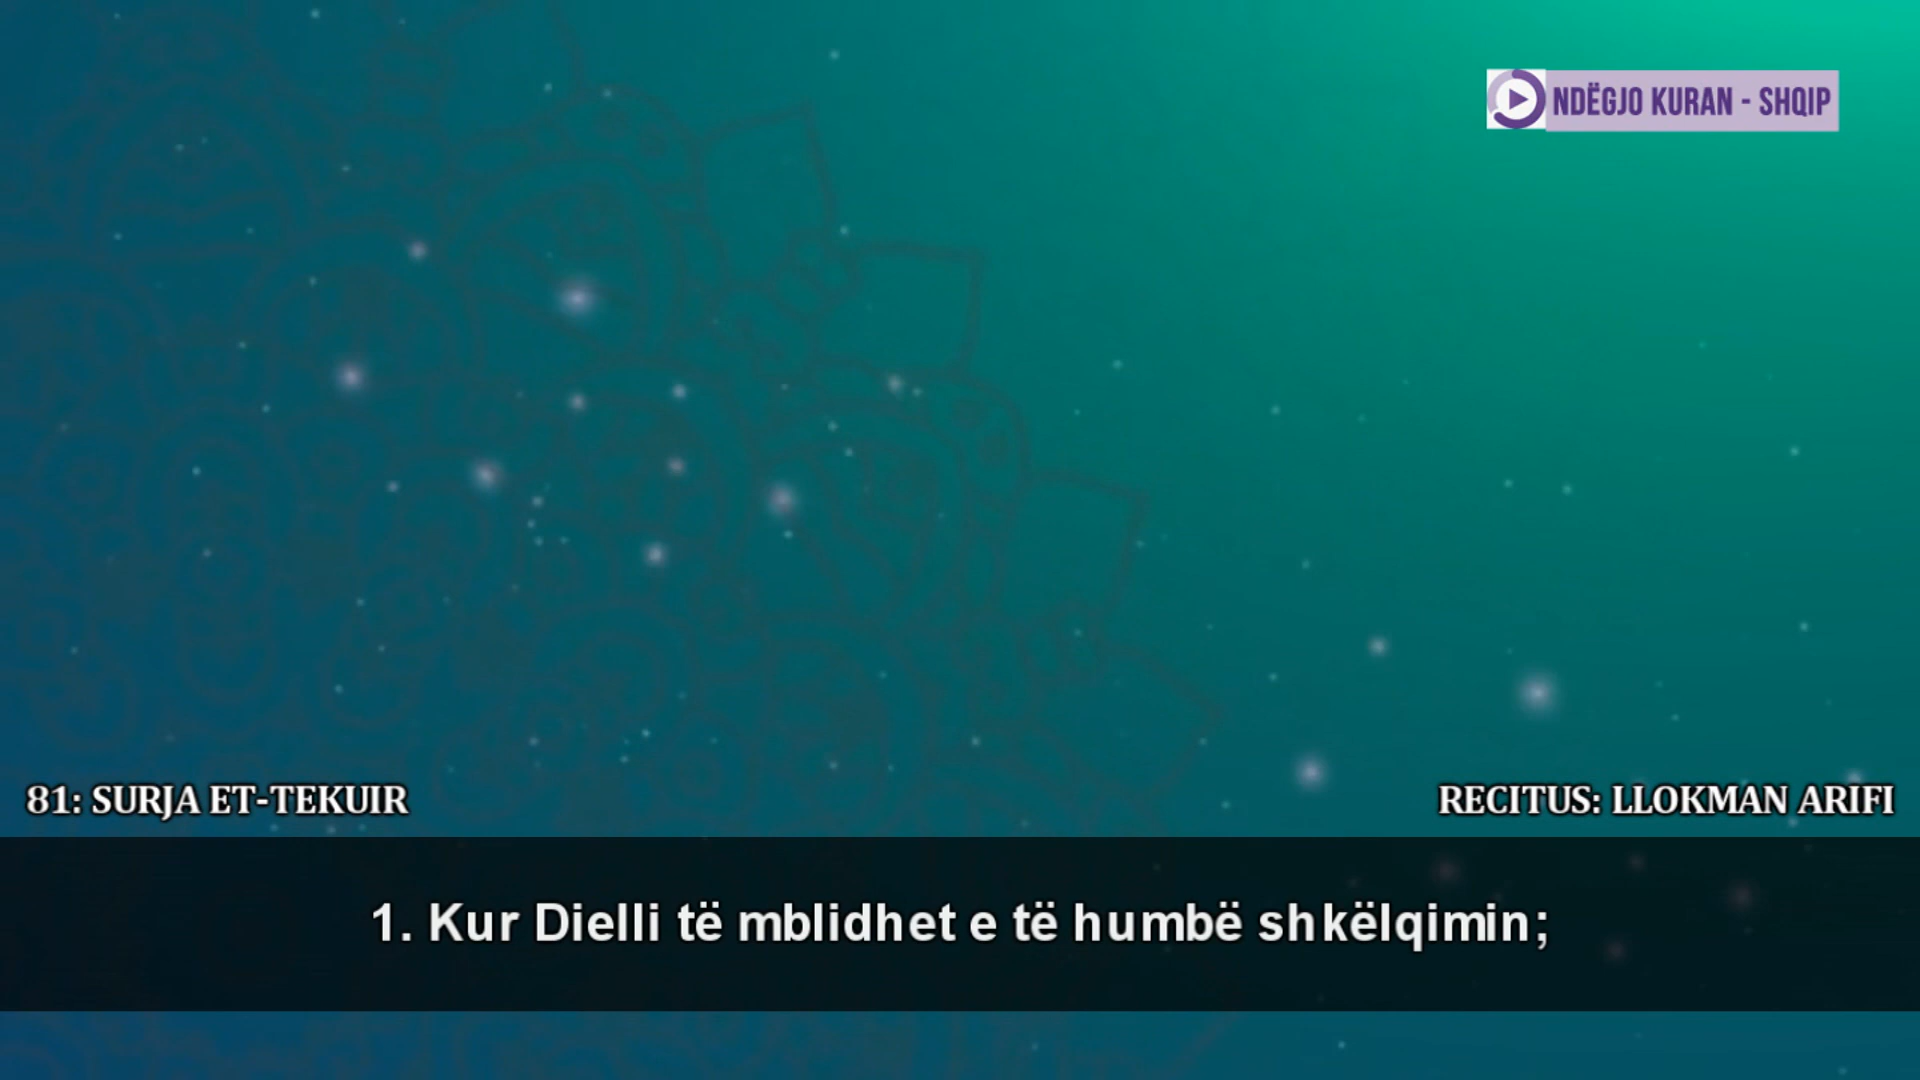 NDËGJO KURAN - SHQIP
81: SURJA ET-TEKUIR
RECITUS: LLOKMAN ARIFI
1. Kur Dielli të mblidhet e të humbë shkëlqimin;